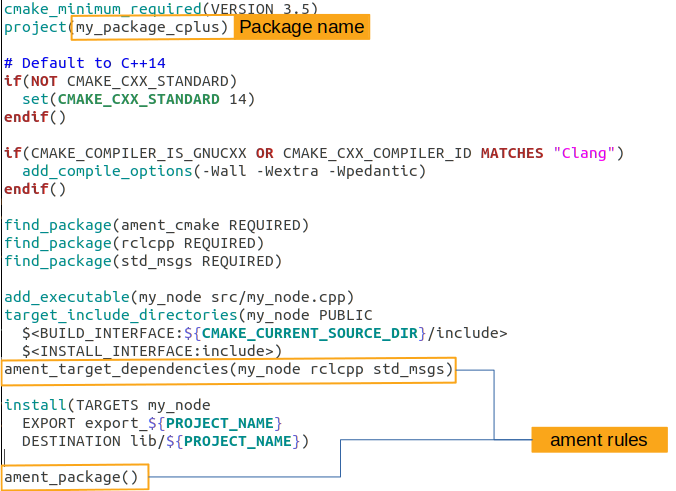 cmake_minimum_required(VERSION 3.5)
project(my_package_cplus) Package name
# Default to C++14
if(NOT CMAKE_CXX_STANDARD)
  set(CMAKE_CXX_STANDARD 14)
endif()
if(CMAKE_COMPILER_IS_GNUCXX OR CMAKE_CXX_COMPILER_ID MATCHES "Clang")
  add_compile_options(-Wall -Wextra -Wpedantic)
endif()
find_package(ament_cmake REQUIRED)
find_package(rclcpp REQUIRED)
find_package(std_msgs REQUIRED)
add_executable(my_node src/my_node.cpp)
target_include_directories(my_node PUBLIC
  $<BUILD_INTERFACE:${CMAKE_CURRENT_SOURCE_DIR}/include>
  $<INSTALL_INTERFACE:include>)
ament_target_dependencies(my_node rclcpp std_msgs)
install(TARGETS my_node
  EXPORT export_${PROJECT_NAME}
  DESTINATION lib/${PROJECT_NAME})
ament rules
ament_package()